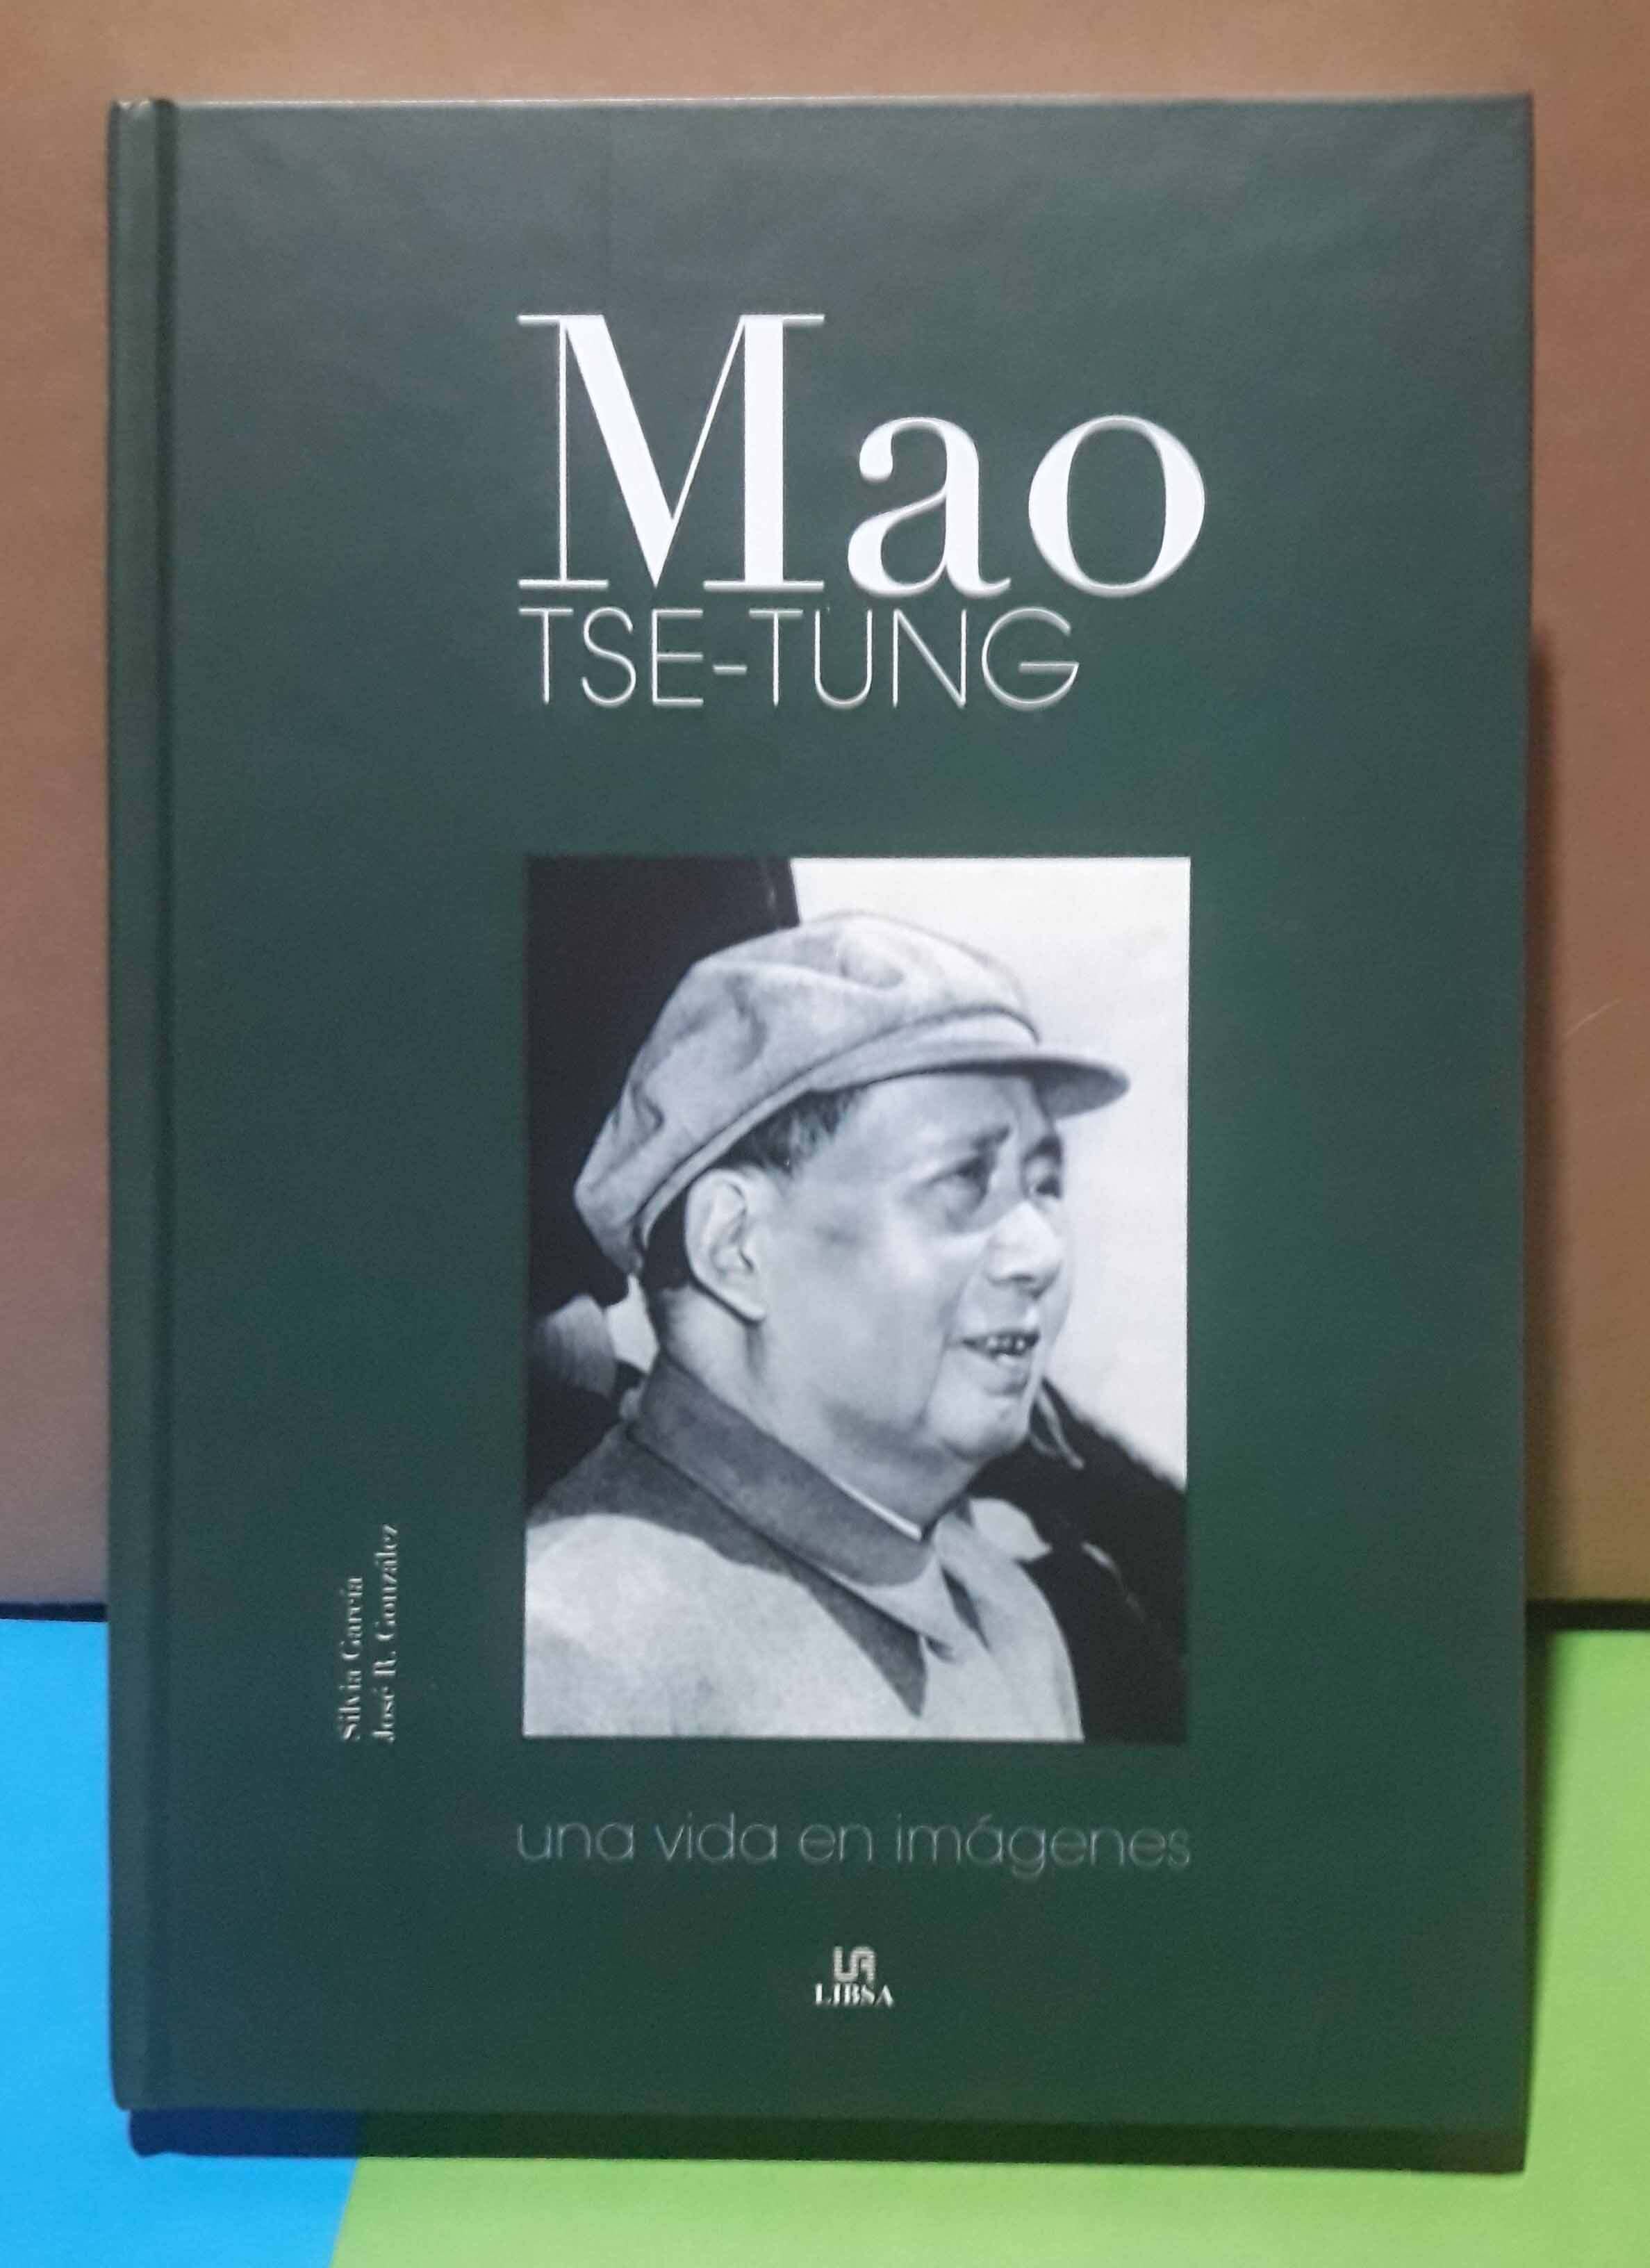 Mao
TSE-TUNG
Silvia García
José R. González
una vida en imágenes
LIBSA